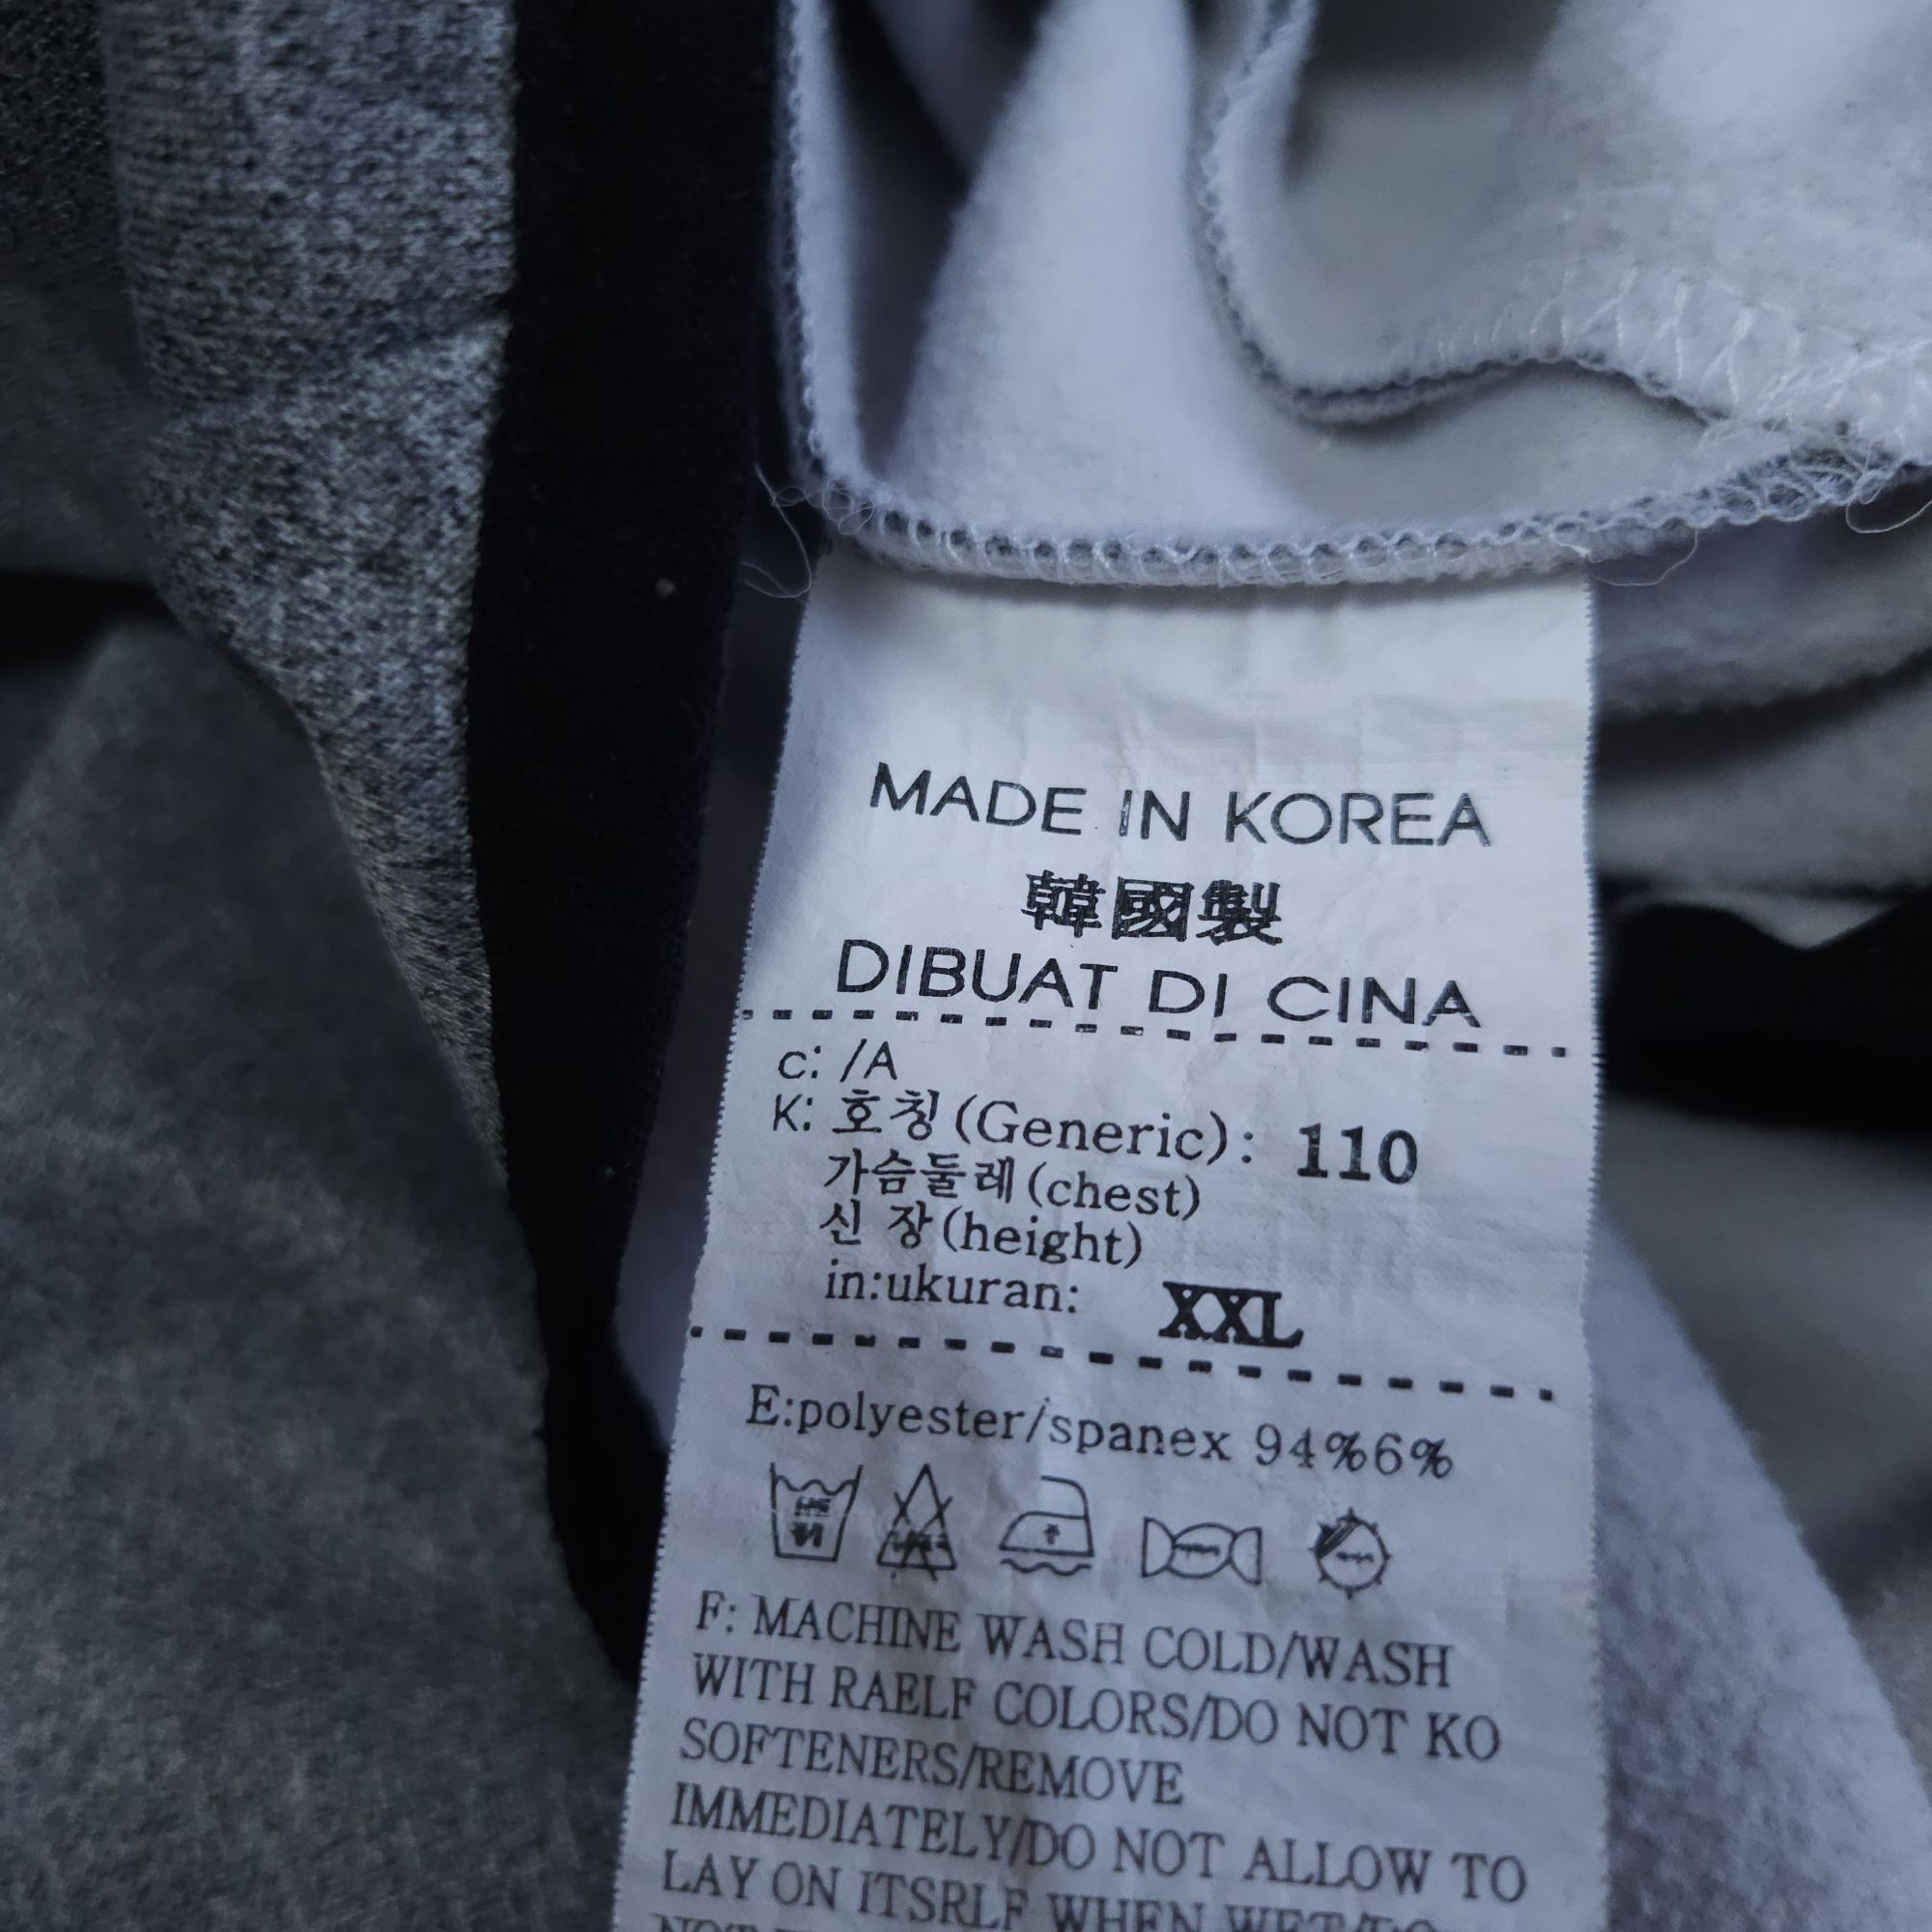 MADE IN KOREA
韓國製
DIBUAT DI CINA
c: /A
K: 호칭(Generic): 110
가슴둘레(chest)
신 장(height)
in:ukuran: XXL
E:polyester/spanex 94%6%
F: MACHINE WASH COLD/WASH
WITH RAELF COLORS/DO NOT KO
SOFTENERS/REMOVE
IMMEDIATELY/DO NOT ALLOW TO
LAY ON ITSRLF WHEN WET/DO